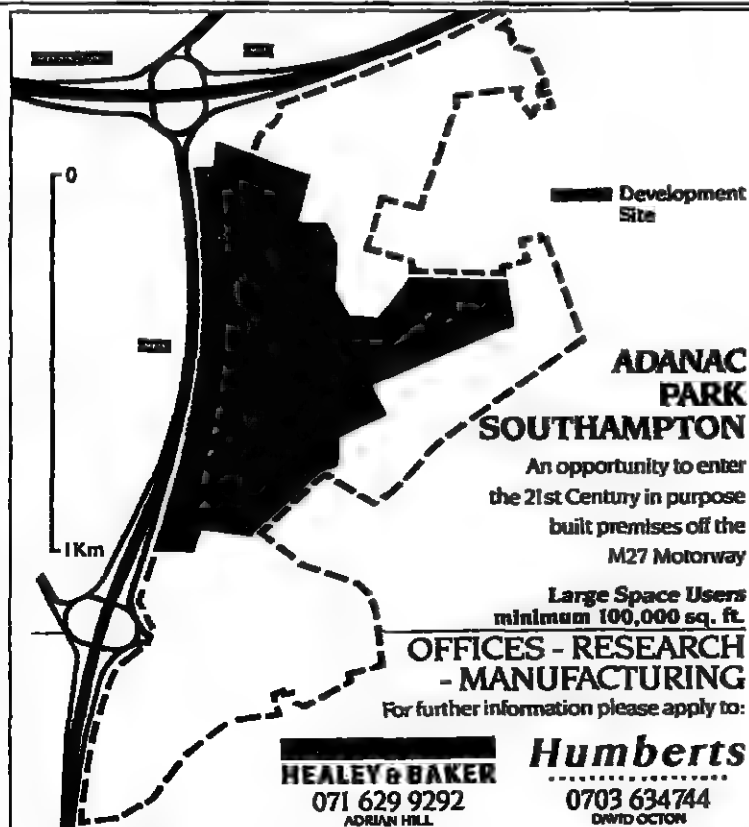 0
1Km
Development
Site
ADANAC
PARK
SOUTHAMPTON
An opportunity to enter
the 21st Century in purpose
built premises off the
M27 Motorway
Large Space Users
minimum 100,000 sq. ft.
OFFICES - RESEARCH
- MANUFACTURING
For further information please apply to:
HEALEY & BAKER
071 629 9292
ADRIAN HILL
Humberts
0703 634744
DAVID OCTON